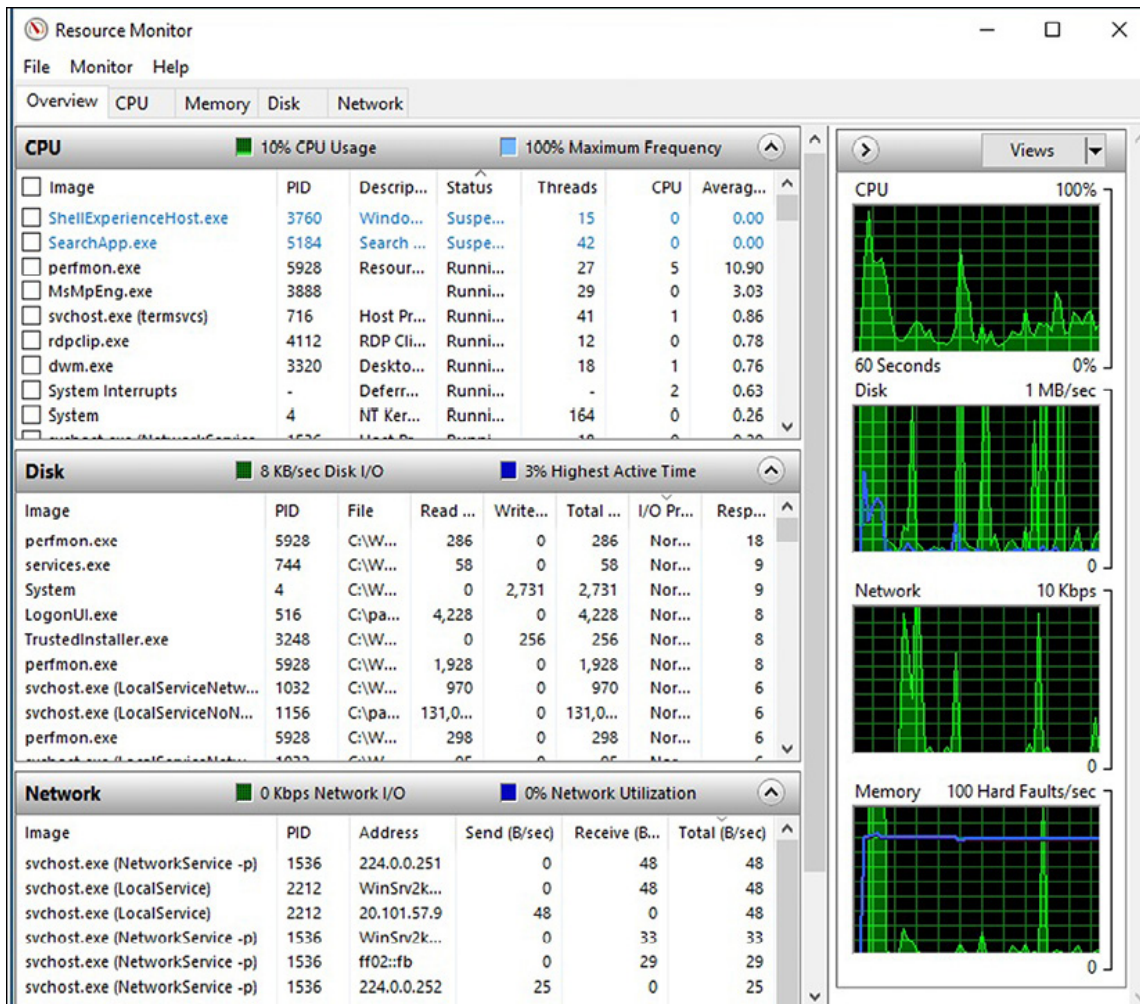 Resource Monitor
File Monitor Help
Overview CPU Memory Disk Network
CPU 10% CPU Usage 100% Maximum Frequency
Image PID Descrip... Status Threads CPU Averag...
ShellExperienceHost.exe 3760 Windo... Suspe... 15 0 0.00
SearchApp.exe 5184 Search ... Suspe... 42 0 0.00
perfmon.exe 5928 Resour... Runni... 27 5 10.90
MsMpEng.exe 3888 Runni... 29 0 3.03
svchost.exe (termsvcs) 716 Host Pr... Runni... 41 1 0.86
rdpclip.exe 4112 RDP Cli... Runni... 12 0 0.78
dwm.exe 3320 Deskto... Runni... 18 1 0.76
System Interrupts - Deferr... Runni... - 2 0.63
System 4 NT Ker... Runni... 164 0 0.26
Disk 8 KB/sec Disk I/O 3% Highest Active Time
Image PID File Read ... Write... Total ... I/O Pr... Resp...
perfmon.exe 5928 C:\W... 286 0 286 Nor... 18
services.exe 744 C:\W... 58 0 58 Nor... 9
System 4 C:\W... 0 2,731 2,731 Nor... 9
LogonUI.exe 516 C:\pa... 4,228 0 4,228 Nor... 8
TrustedInstaller.exe 3248 C:\W... 0 256 256 Nor... 8
perfmon.exe 5928 C:\W... 1,928 0 1,928 Nor... 8
svchost.exe (LocalServiceNetw... 1032 C:\W... 970 0 970 Nor... 6
svchost.exe (LocalServiceNoN... 1156 C:\pa... 131,0... 0 131,0... Nor... 6
perfmon.exe 5928 C:\W... 298 0 298 Nor... 6
Network 0 Kbps Network I/O 0% Network Utilization
Image PID Address Send (B/sec) Receive (B... Total (B/sec)
svchost.exe (NetworkService -p) 1536 224.0.0.251 0 48 48
svchost.exe (LocalService) 2212 WinSrv2k... 0 48 48
svchost.exe (LocalService) 2212 20.101.57.9 48 0 48
svchost.exe (NetworkService -p) 1536 WinSrv2k... 0 33 33
svchost.exe (NetworkService -p) 1536 ff02::fb 0 29 29
svchost.exe (NetworkService -p) 1536 224.0.0.252 25 0 25
Views
CPU 100%
60 Seconds 0%
Disk 1 MB/sec
0
Network 10 Kbps
0
Memory 100 Hard Faults/sec
0